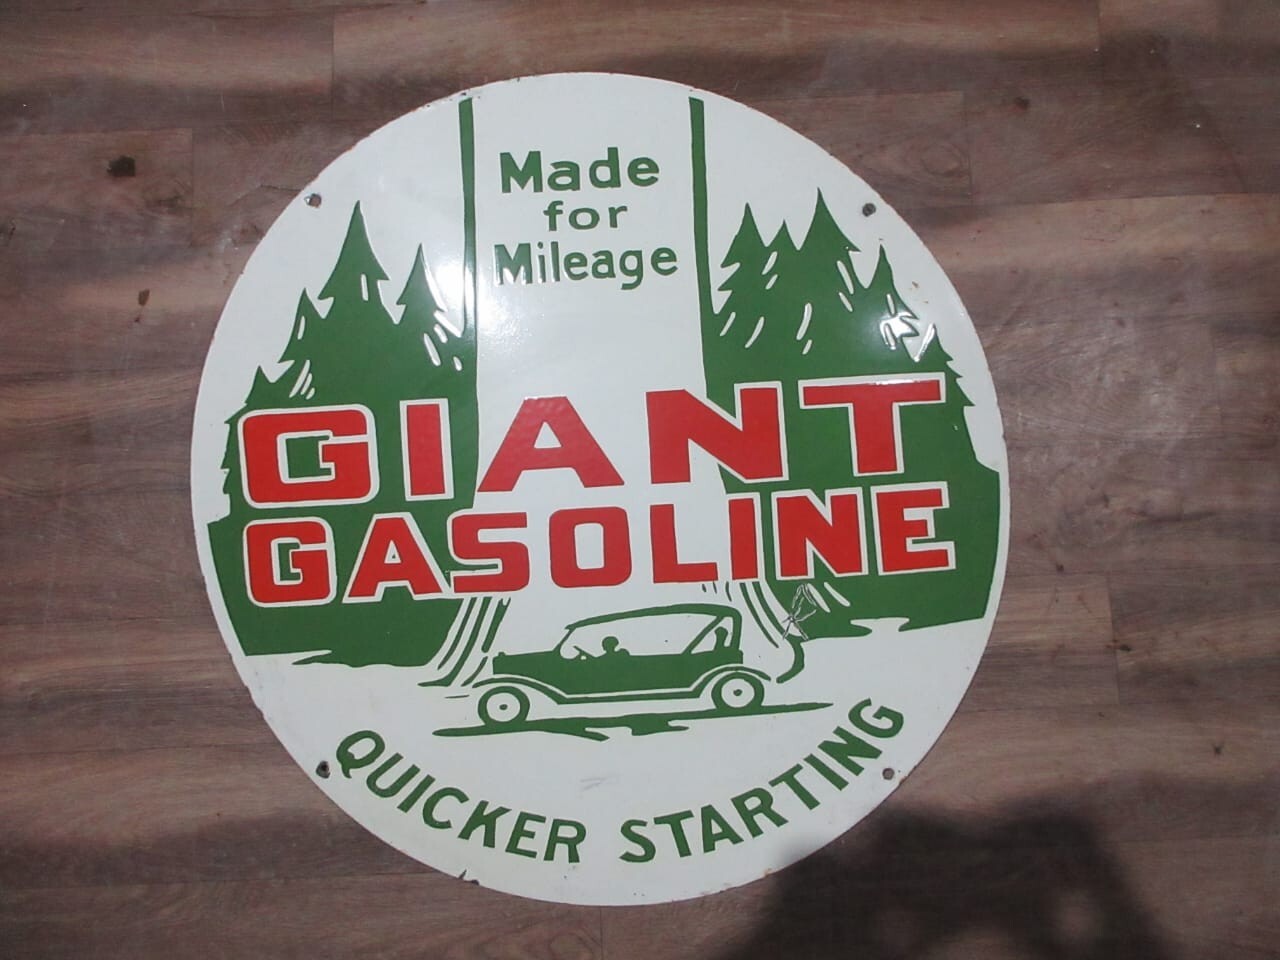 Made
for
Mileage
GIANT
GASOLINE
QUICKER STARTING